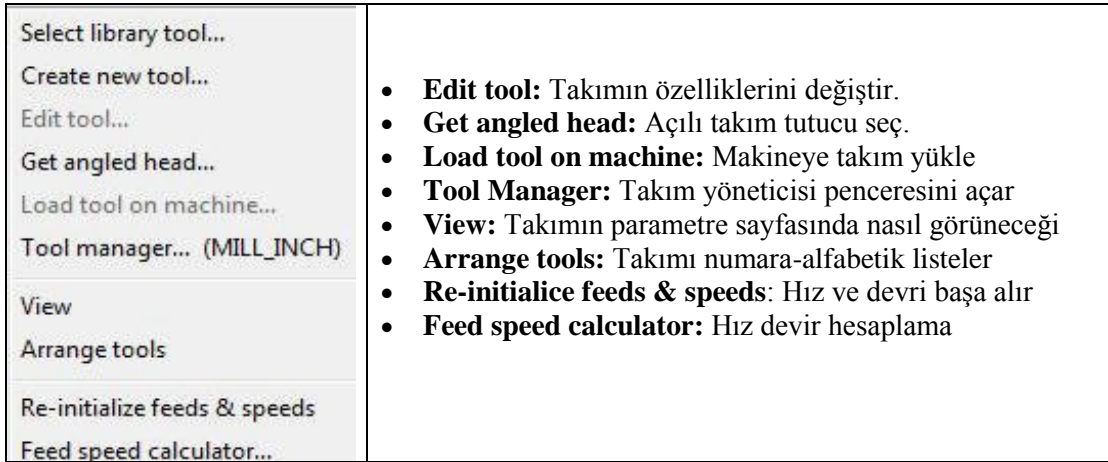 Select library tool...
Create new tool...
Edit tool...
Get angled head...
Load tool on machine...
Tool manager... (MILL_INCH)
View
Arrange tools
Re-initialize feeds & speeds
Feed speed calculator...
• Edit tool: Takımın özelliklerini değiştir.
• Get angled head: Açılı takım tutucu seç.
• Load tool on machine: Makineye takım yükle
• Tool Manager: Takım yöneticisi penceresini açar
• View: Takımın parametre sayfasında nasıl görüneceği
• Arrange tools: Takımı numara-alfabetik listeler
• Re-initialice feeds & speeds: Hız ve devri başa alır
• Feed speed calculator: Hız devir hesaplama